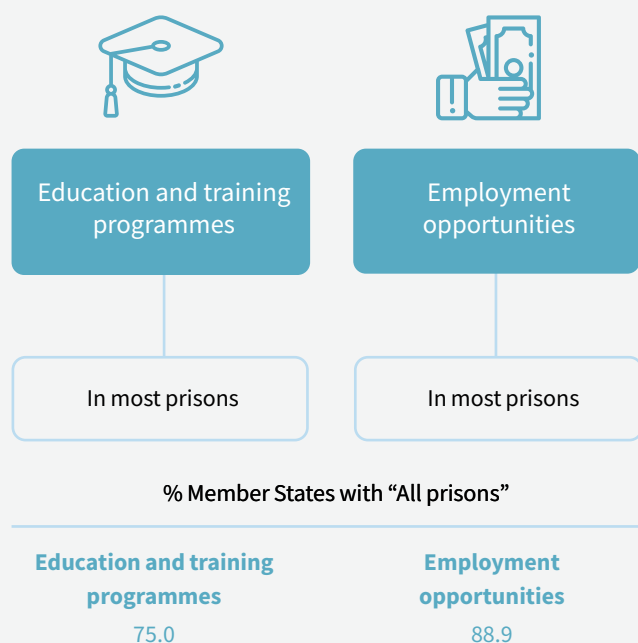 Education and training
programmes
Employment
opportunities
In most prisons
In most prisons
% Member States with “All prisons”
Education and training
programmes
Employment
opportunities
75.0
88.9